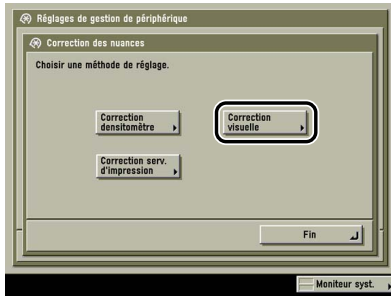 Réglages de gestion de périphérique
Correction des nuances
Choisir une méthode de réglage.
Correction
densitomètre
Correction
visuelle
Correction serv.
d'impression
Fin
Moniteur syst.